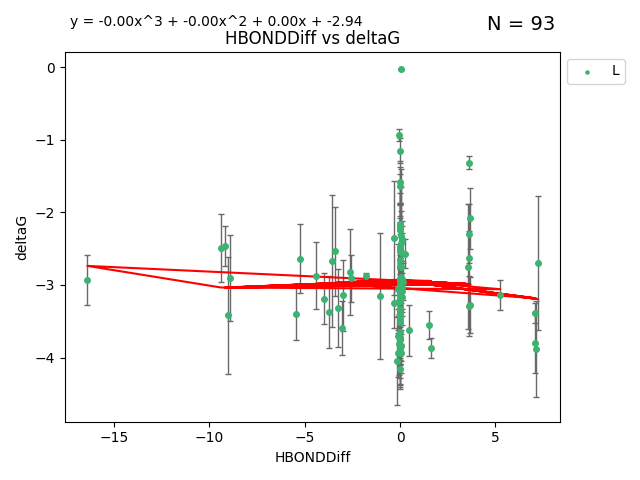 y = -0.00x^3 + -0.00x^2 + 0.00x + -2.94
N = 93
HBONDDiff vs deltaG
L
0
−1
−2
−3
−4
deltaG
−15
−10
−5
0
5
HBONDDiff